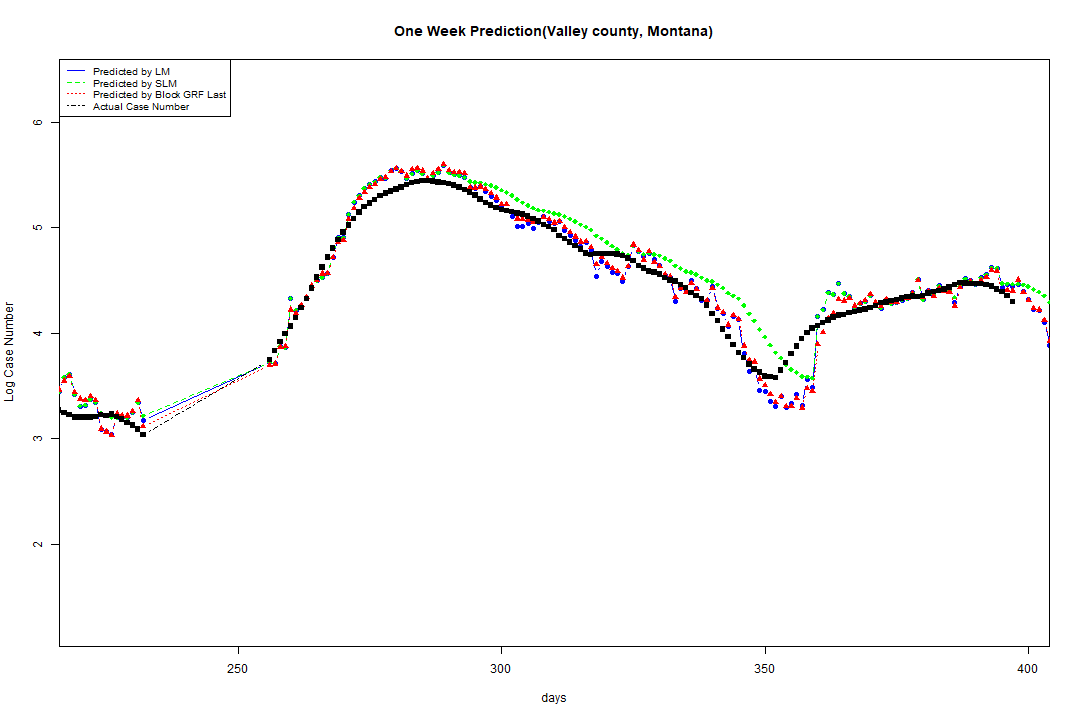 One Week Prediction(Valley county, Montana)
Predicted by LM
Predicted by SLM
Predicted by Block GRF Last
Actual Case Number
6
5
4
3
2
Log Case Number
250 300 350 400
days